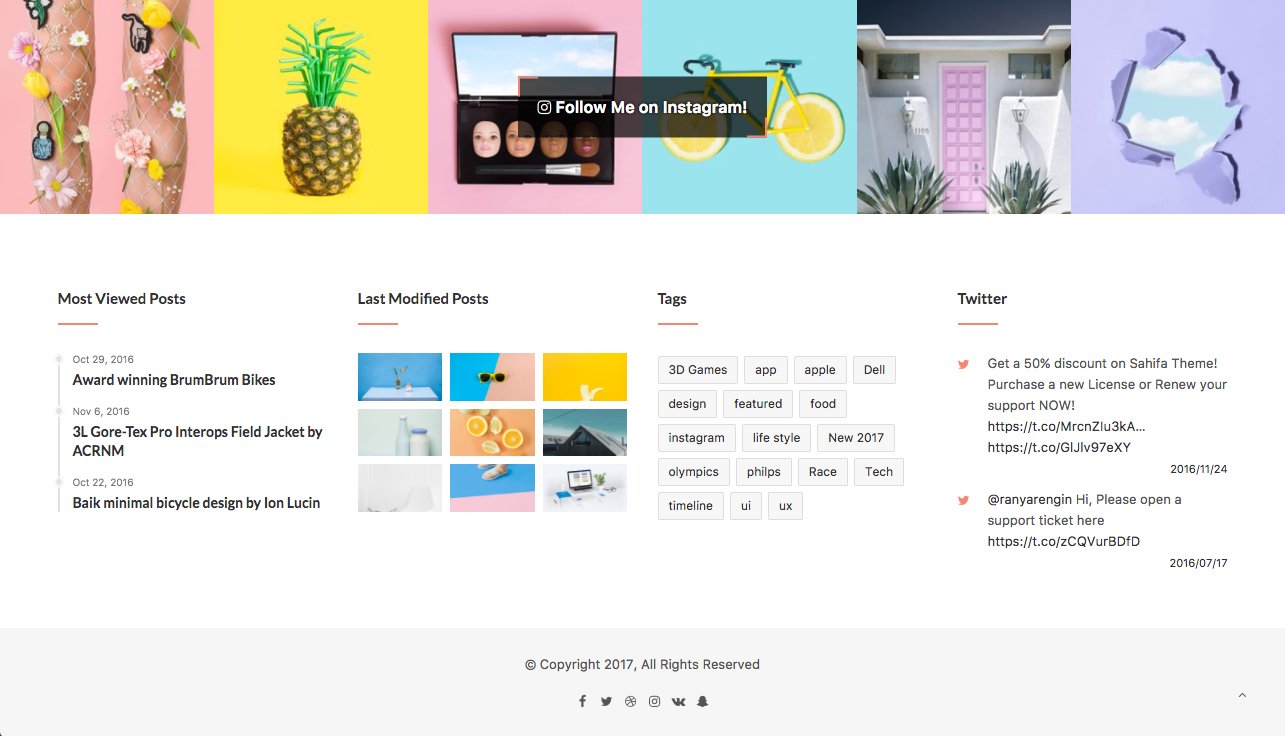 1100
Follow Me on Instagram!
Most Viewed Posts
Oct 29, 2016
Award winning BrumBrum Bikes
Nov 6, 2016
3L Gore-Tex Pro Interops Field Jacket by
ACRNM
Oct 22, 2016
Baik minimal bicycle design by Ion Lucin
Last Modified Posts
Tags
3D Games app apple Dell
design featured food
instagram life style New 2017
olympics philps Race Tech
timeline ui ux
Twitter
Get a 50% discount on Sahifa Theme!
Purchase a new License or Renew your
support NOW!
https://t.co/MrcnZlu3kA…
https://t.co/GlJlv97eXY
2016/11/24
@ranyarengin Hi, Please open a
support ticket here
https://t.co/zCQVurBDfD
2016/07/17
© Copyright 2017, All Rights Reserved